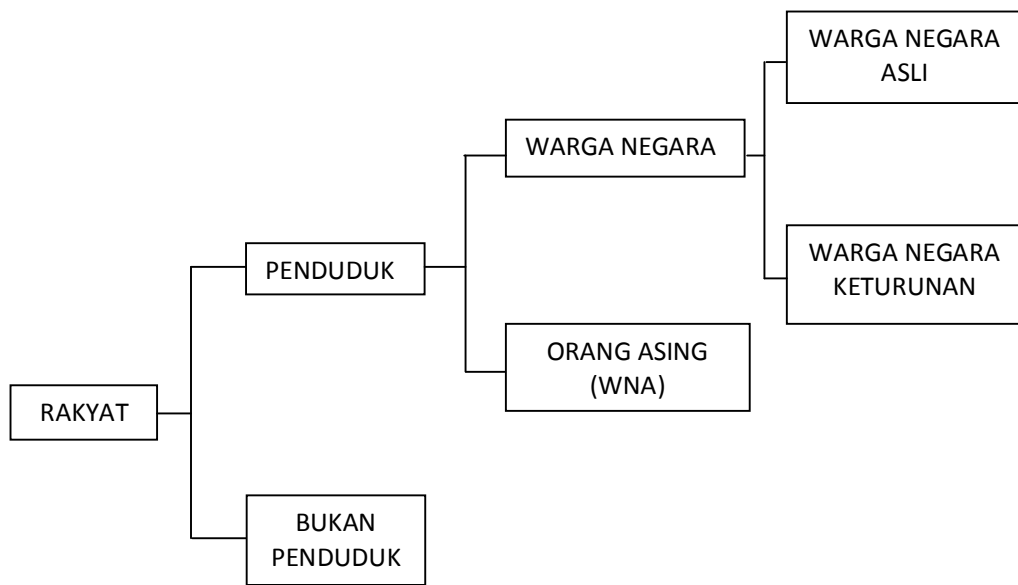 WARGA NEGARA
ASLI
WARGA NEGARA
PENDUDUK
WARGA NEGARA
KETURUNAN
ORANG ASING
(WNA)
RAKYAT
BUKAN
PENDUDUK